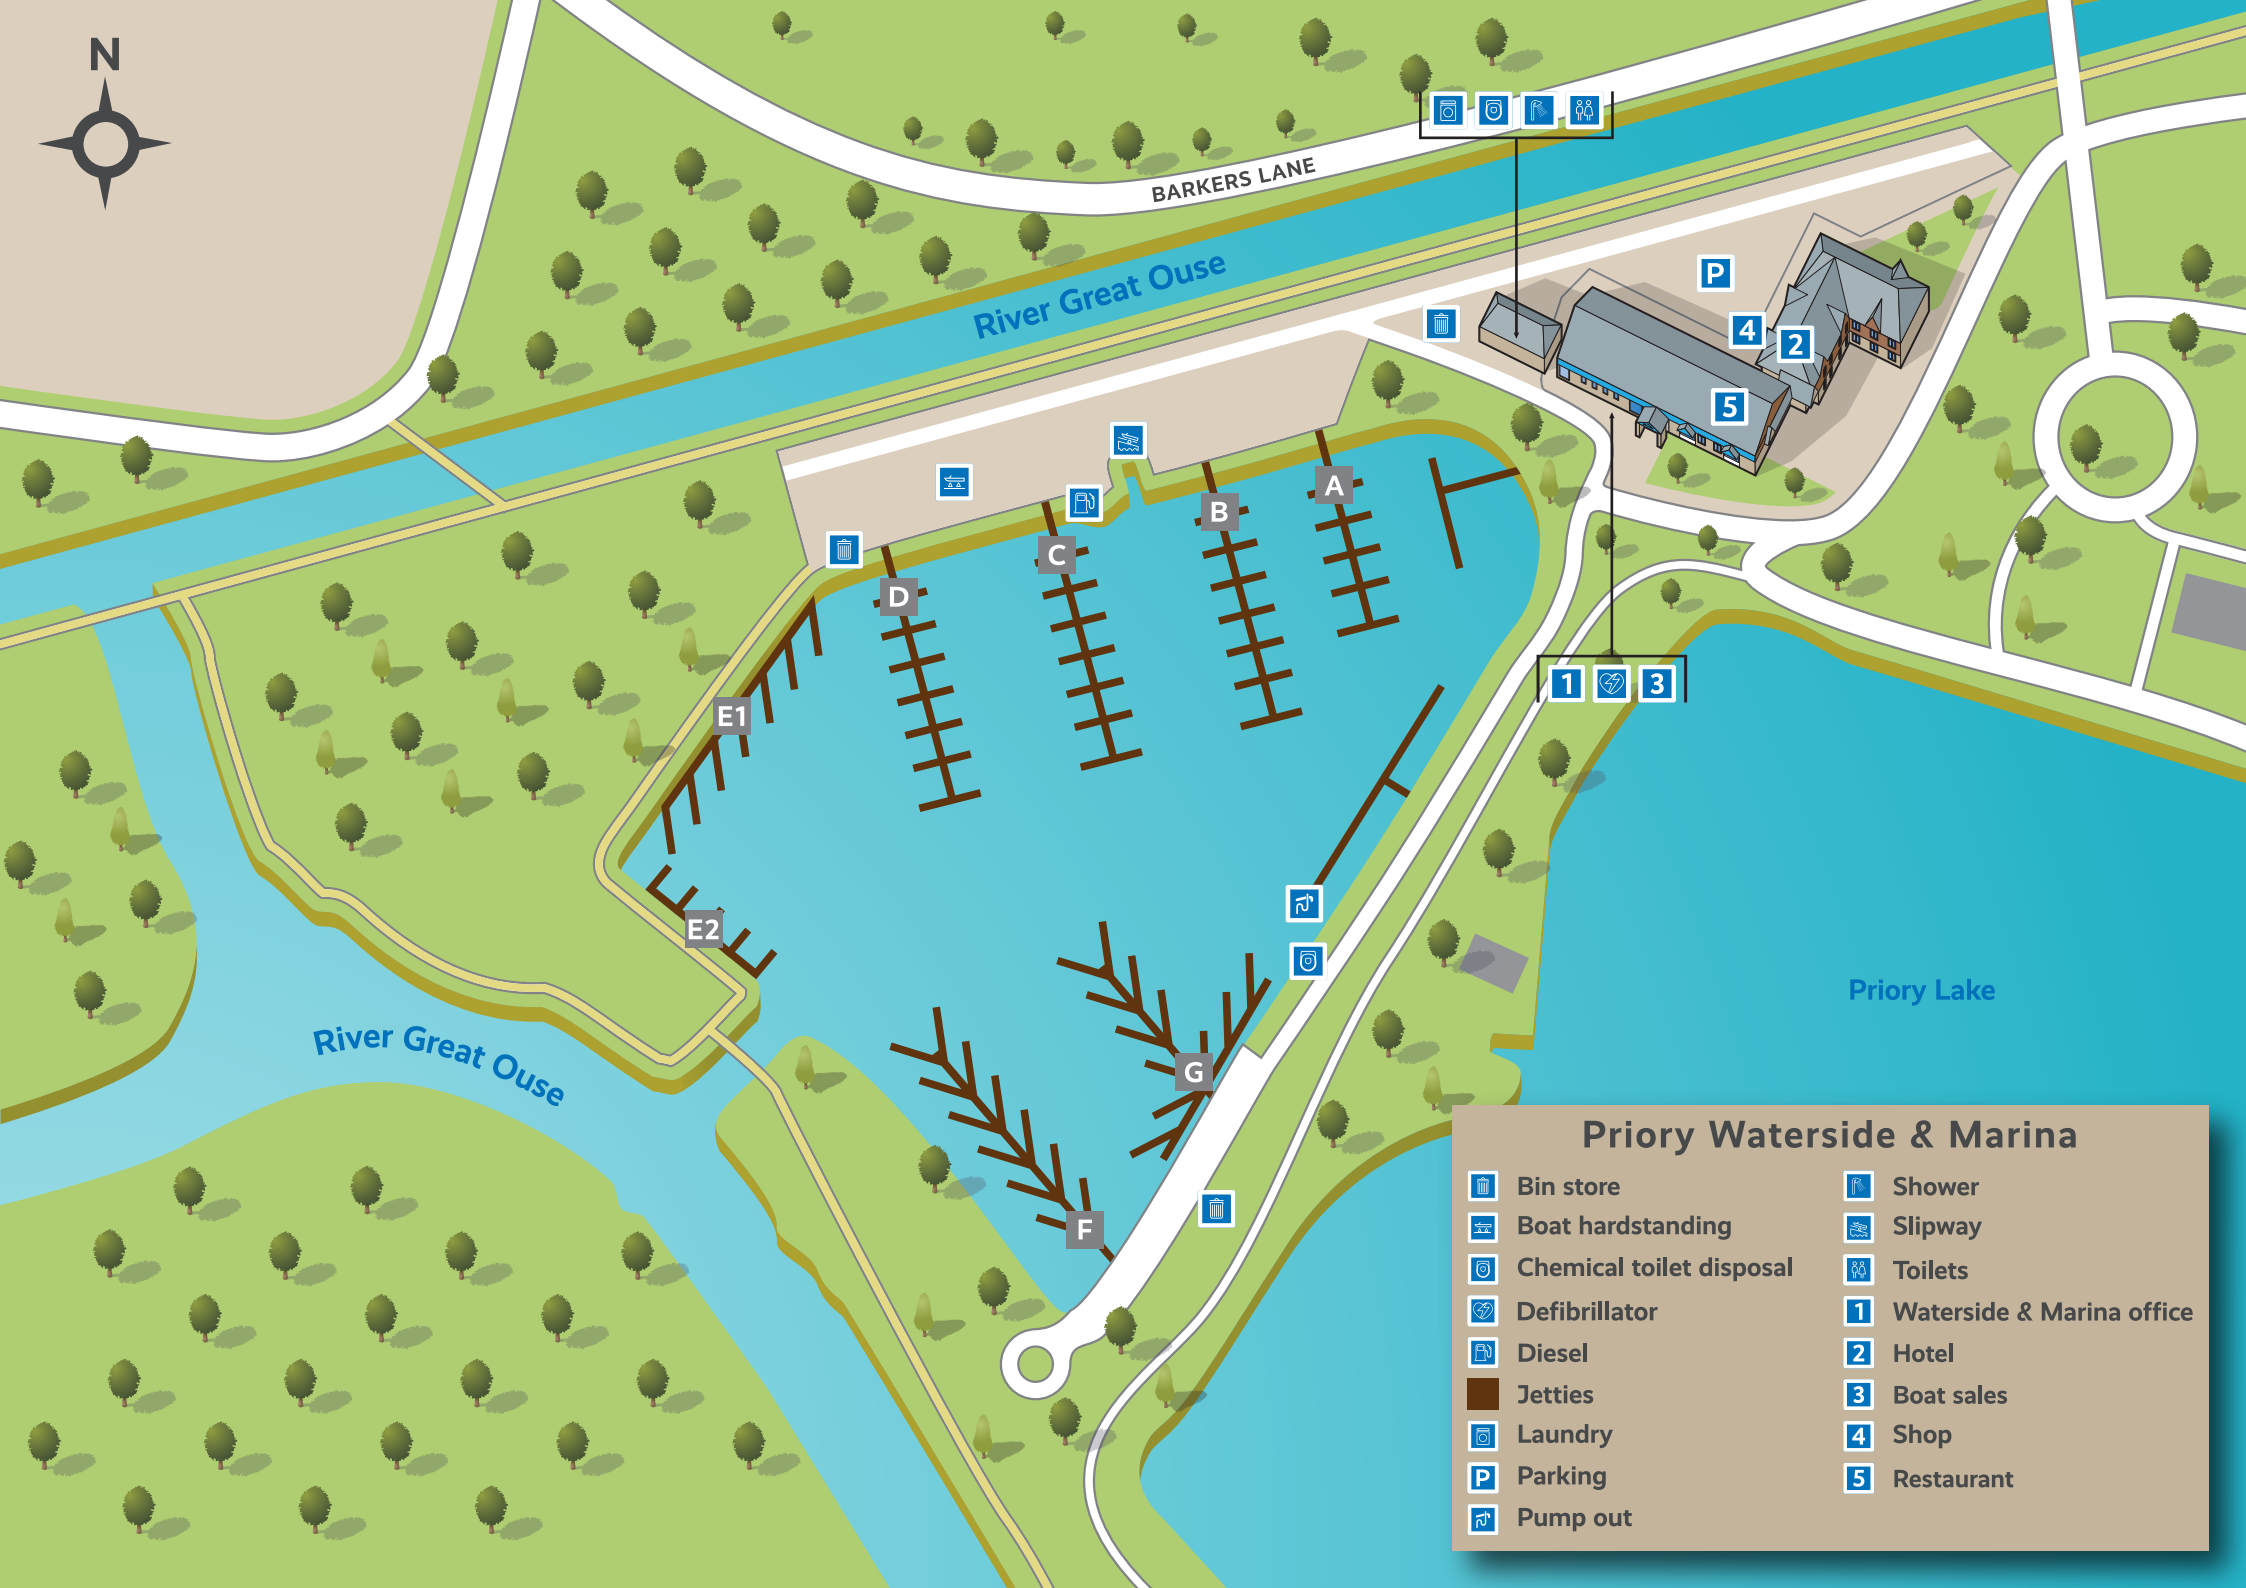 N
BARKERS LANE
River Great Ouse
P
4
2
5
A
B
C
D
E1
1
3
E2
River Great Ouse
Priory Lake
G
F
Priory Waterside & Marina
Bin store
Boat hardstanding
Chemical toilet disposal
Defibrillator
Diesel
Jetties
Laundry
P Parking
Pump out
Shower
Slipway
Toilets
1 Waterside & Marina office
2 Hotel
3 Boat sales
4 Shop
5 Restaurant